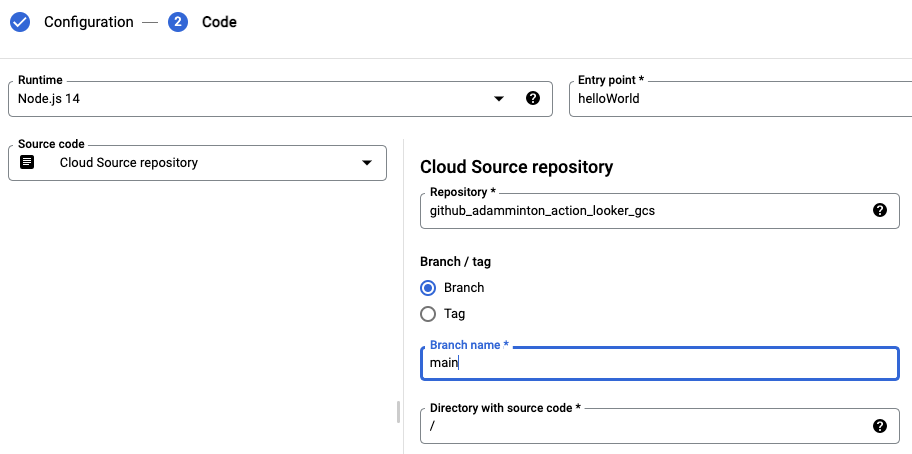 Configuration — 2 Code
Runtime
Node.js 14
Entry point *
helloWorld
Source code
Cloud Source repository
Cloud Source repository
Repository *
github_adamminton_action_looker_gcs
Branch / tag
Branch
Tag
Branch name *
main
Directory with source code *
/